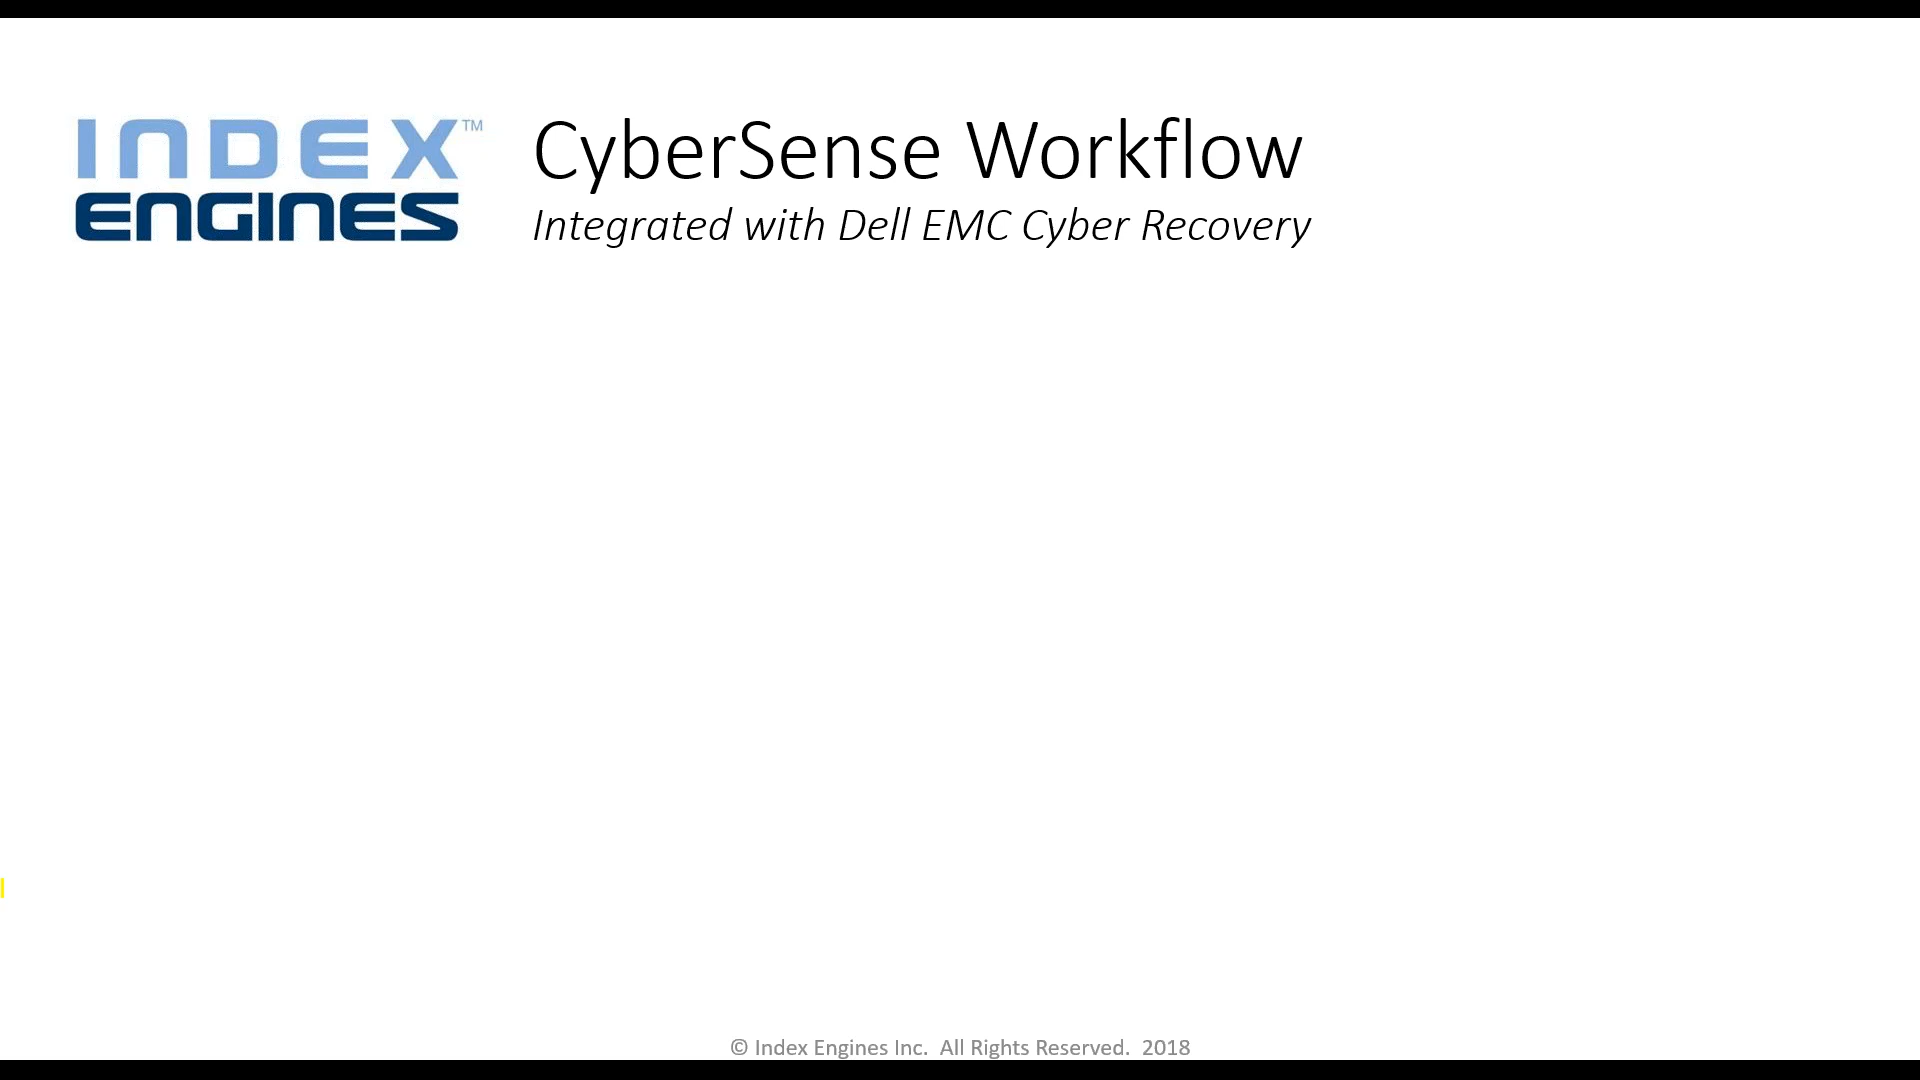 INDEX™
ENGINES
CyberSense Workflow
Integrated with Dell EMC Cyber Recovery
© Index Engines Inc.  All Rights Reserved.  2018